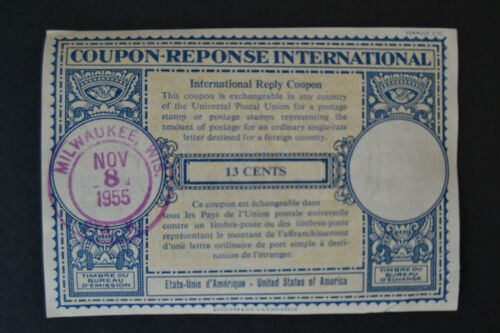 COUPON-REPONSE INTERNATIONAL
International Reply Coupon
This coupon is exchangeable in any country
of the Universal Postal Union for a postage
stamp or postage stamps representing the
amount of postage for an ordinary single-rate
letter destined for a foreign country.
MILWAUKEE, WIS.
NOV
8
1955
13 CENTS
Ce coupon est échangeable dans
tous les Pays de l'Union postale universelle
contre un timbre-poste ou des timbres-poste
représentant le montant de l'affranchissement
d'une lettre ordinaire de port simple à desti-
nation de l'étranger.
TIMBRE DU
BUREAU
D'ÉMISSION
Etats-Unis d'Amérique - United States of America
TIMBRE DU
BUREAU
D'ÉCHANGE